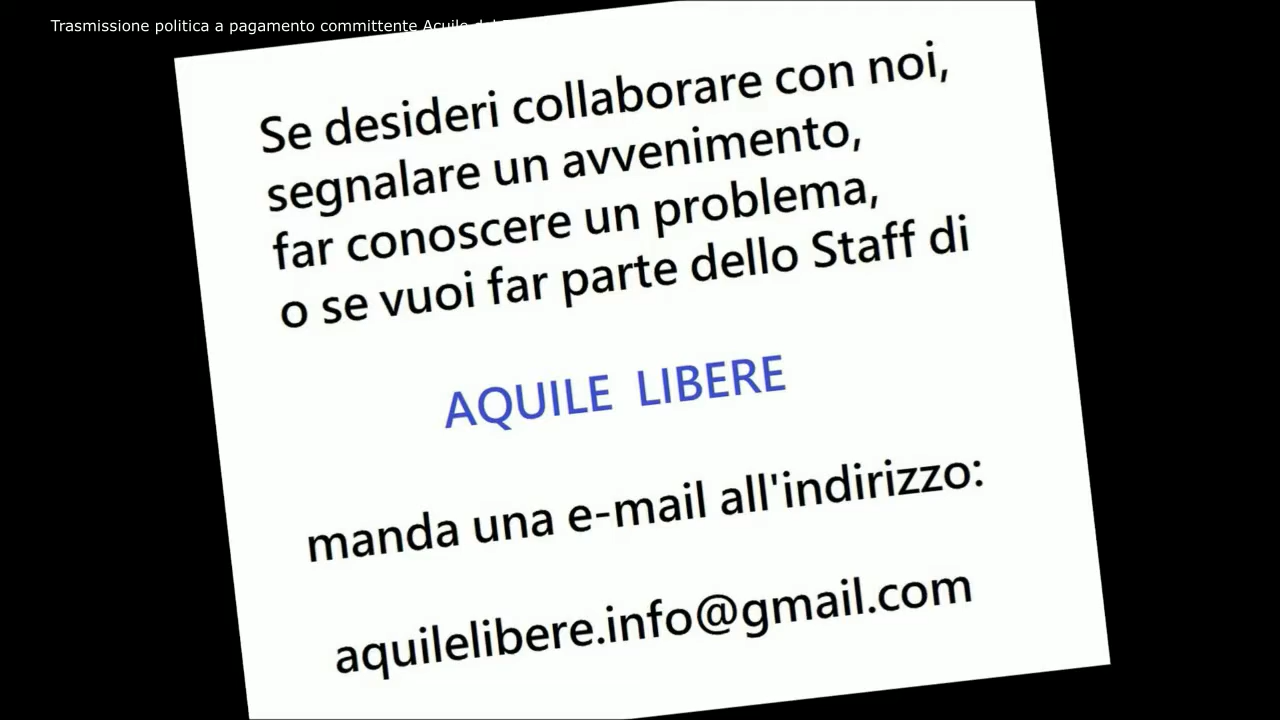 Trasmissione politica a pagamento committente
Se desideri collaborare con noi,
segnalare un avvenimento,
far conoscere un problema,
o se vuoi far parte dello Staff di
AQUILE LIBERE
manda una e-mail all'indirizzo:
aquilelibere.info@gmail.com